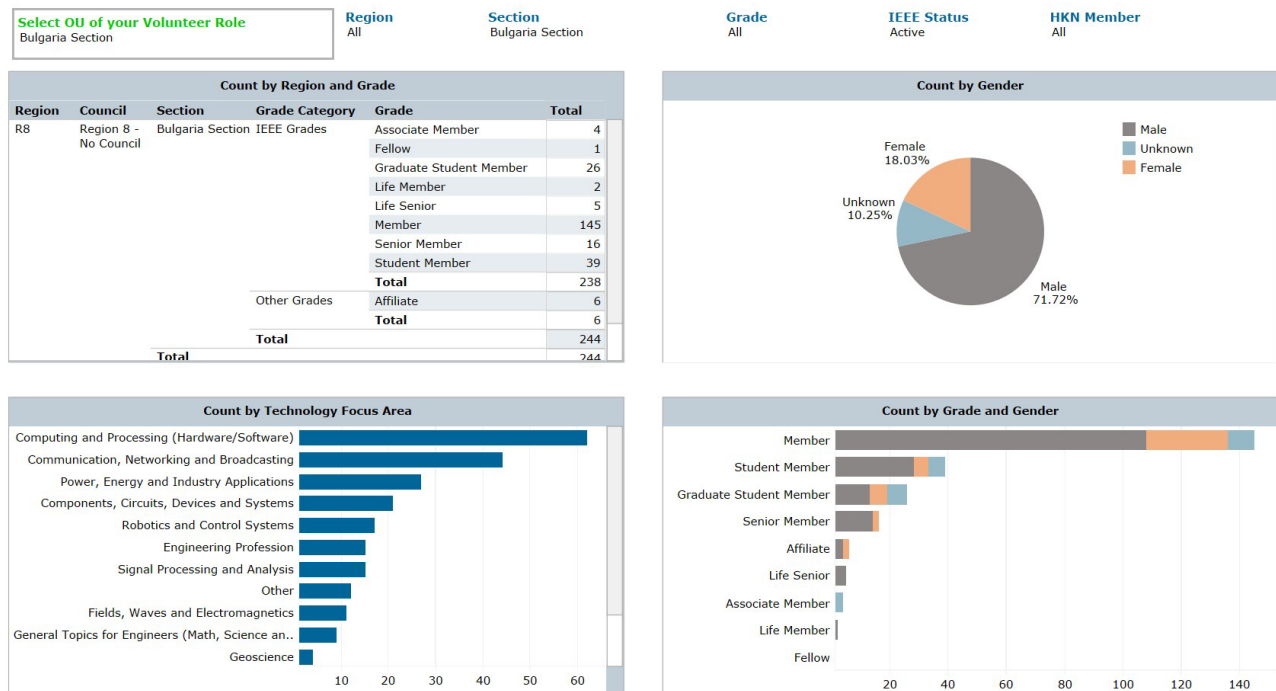 Select OU of your Volunteer Role
Bulgaria Section
Region
All
Section
Bulgaria Section
Grade
All
IEEE Status
Active
HKN Member
All
Count by Region and Grade
Region Council Section Grade Category Grade Total
R8 Region 8 - Bulgaria Section IEEE Grades Associate Member 4
No Council
Fellow 1
Graduate Student Member 26
Life Member 2
Life Senior 5
Member 145
Senior Member 16
Student Member 39
Total 238
Other Grades Affiliate 6
Total 6
Total 244
Total 244
Count by Gender
Male
Unknown
Female
Female
18.03%
Unknown
10.25%
Male
71.72%
Count by Technology Focus Area
Computing and Processing (Hardware/Software)
Communication, Networking and Broadcasting
Power, Energy and Industry Applications
Components, Circuits, Devices and Systems
Robotics and Control Systems
Engineering Profession
Signal Processing and Analysis
Other
Fields, Waves and Electromagnetics
General Topics for Engineers (Math, Science an..
Geoscience
10 20 30 40 50 60
Count by Grade and Gender
Member
Student Member
Graduate Student Member
Senior Member
Affiliate
Life Senior
Associate Member
Life Member
Fellow
20 40 60 80 100 120 140